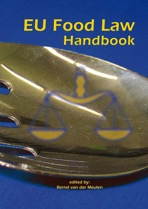 EU Food Law
Handbook
edited by:
Bernd van der Meulen